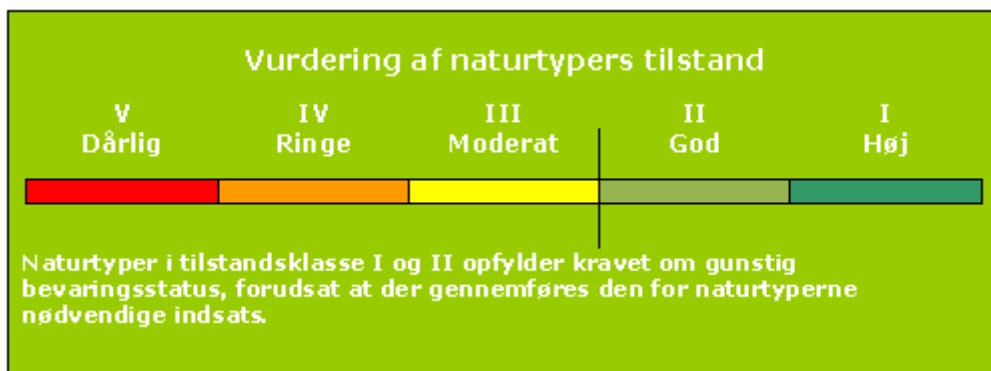 Vurdering af naturtypers tilstand
V IV III II I
Dårlig Ringe Moderat God Høj
Naturtyper i tilstandsklasse I og II opfylder kravet om gunstig
bevaringsstatus, forudsat at der gennemføres den for naturtyperne
nødvendige indsats.